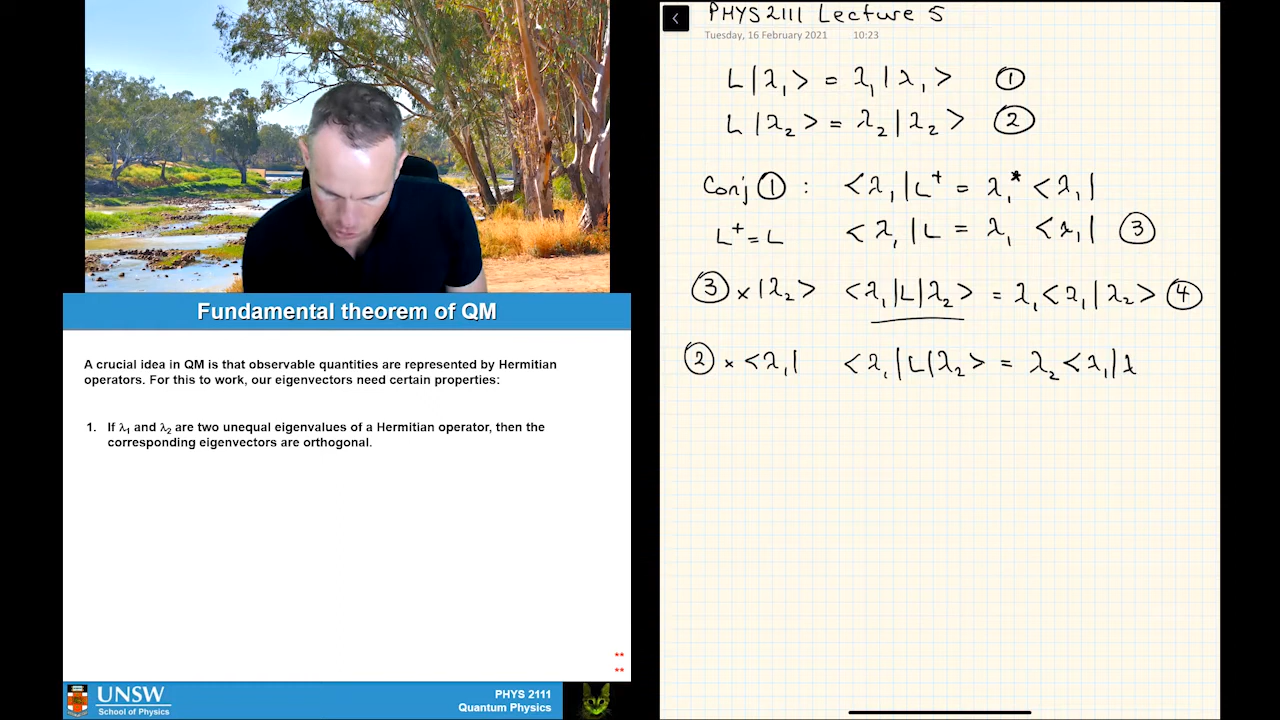 Fundamental theorem of QM
A crucial idea in QM is that observable quantities are represented by Hermitian
operators. For this to work, our eigenvectors need certain properties:
1. If λ₁ and λ₂ are two unequal eigenvalues of a Hermitian operator, then the
corresponding eigenvectors are orthogonal.
**
**
UNSW
School of Physics
PHYS 2111
Quantum Physics
PHYS2111 Lecture 5
Tuesday, 16 February 2021 10:23
L|λ₁> = λ₁|λ₁> ①
L|λ₂> = λ₂|λ₂> ②
Conj ① : <λ₁|L⁺ = λ₁* <λ₁|
L⁺ = L <λ₁|L = λ₁ <λ₁| ③
③ × |λ₂> <λ₁|L|λ₂> = λ₁<λ₁|λ₂> ④
② × <λ₁| <λ₁|L|λ₂> = λ₂<λ₁|λ